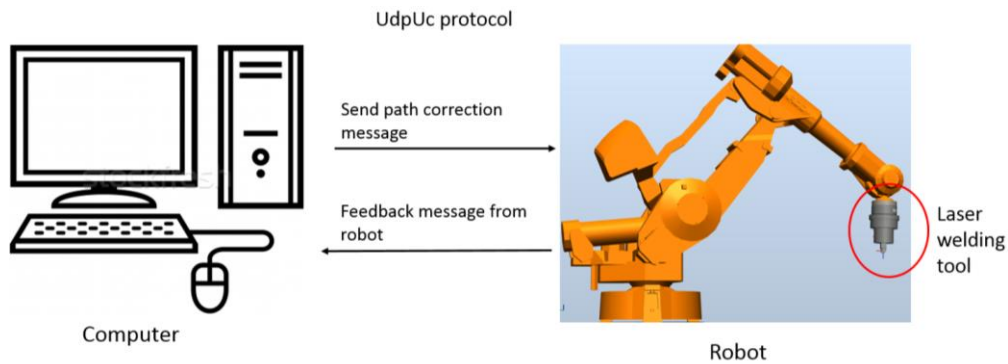 UdpUc protocol
Send path correction
message
Feedback message from
robot
Laser
welding
tool
Computer
Robot